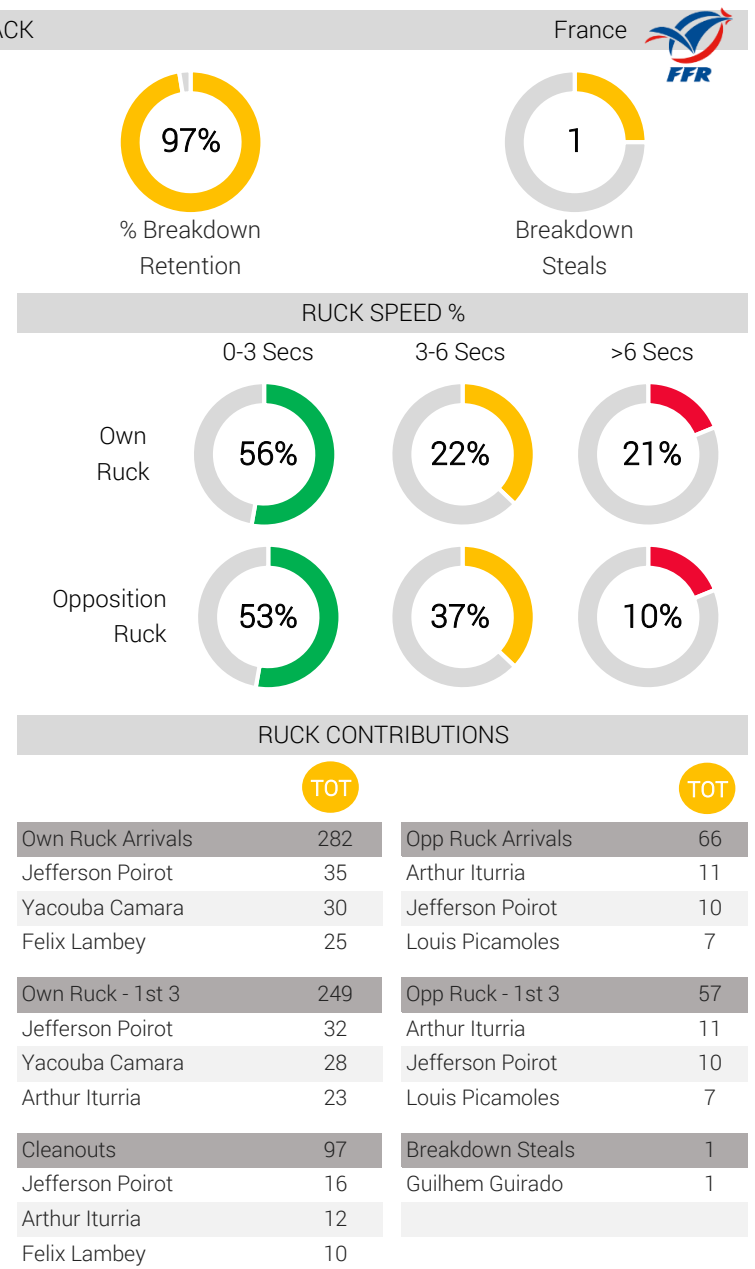 ACK France
FFR
97% 1
% Breakdown Breakdown
Retention Steals
RUCK SPEED %
0-3 Secs 3-6 Secs >6 Secs
Own
Ruck
56% 22% 21%
Opposition
Ruck
53% 37% 10%
RUCK CONTRIBUTIONS
TOT TOT
Own Ruck Arrivals 282 Opp Ruck Arrivals 66
Jefferson Poirot 35 Arthur Iturria 11
Yacouba Camara 30 Jefferson Poirot 10
Felix Lambey 25 Louis Picamoles 7
Own Ruck - 1st 3 249 Opp Ruck - 1st 3 57
Jefferson Poirot 32 Arthur Iturria 11
Yacouba Camara 28 Jefferson Poirot 10
Arthur Iturria 23 Louis Picamoles 7
Cleanouts 97 Breakdown Steals 1
Jefferson Poirot 16 Guilhem Guirado 1
Arthur Iturria 12
Felix Lambey 10